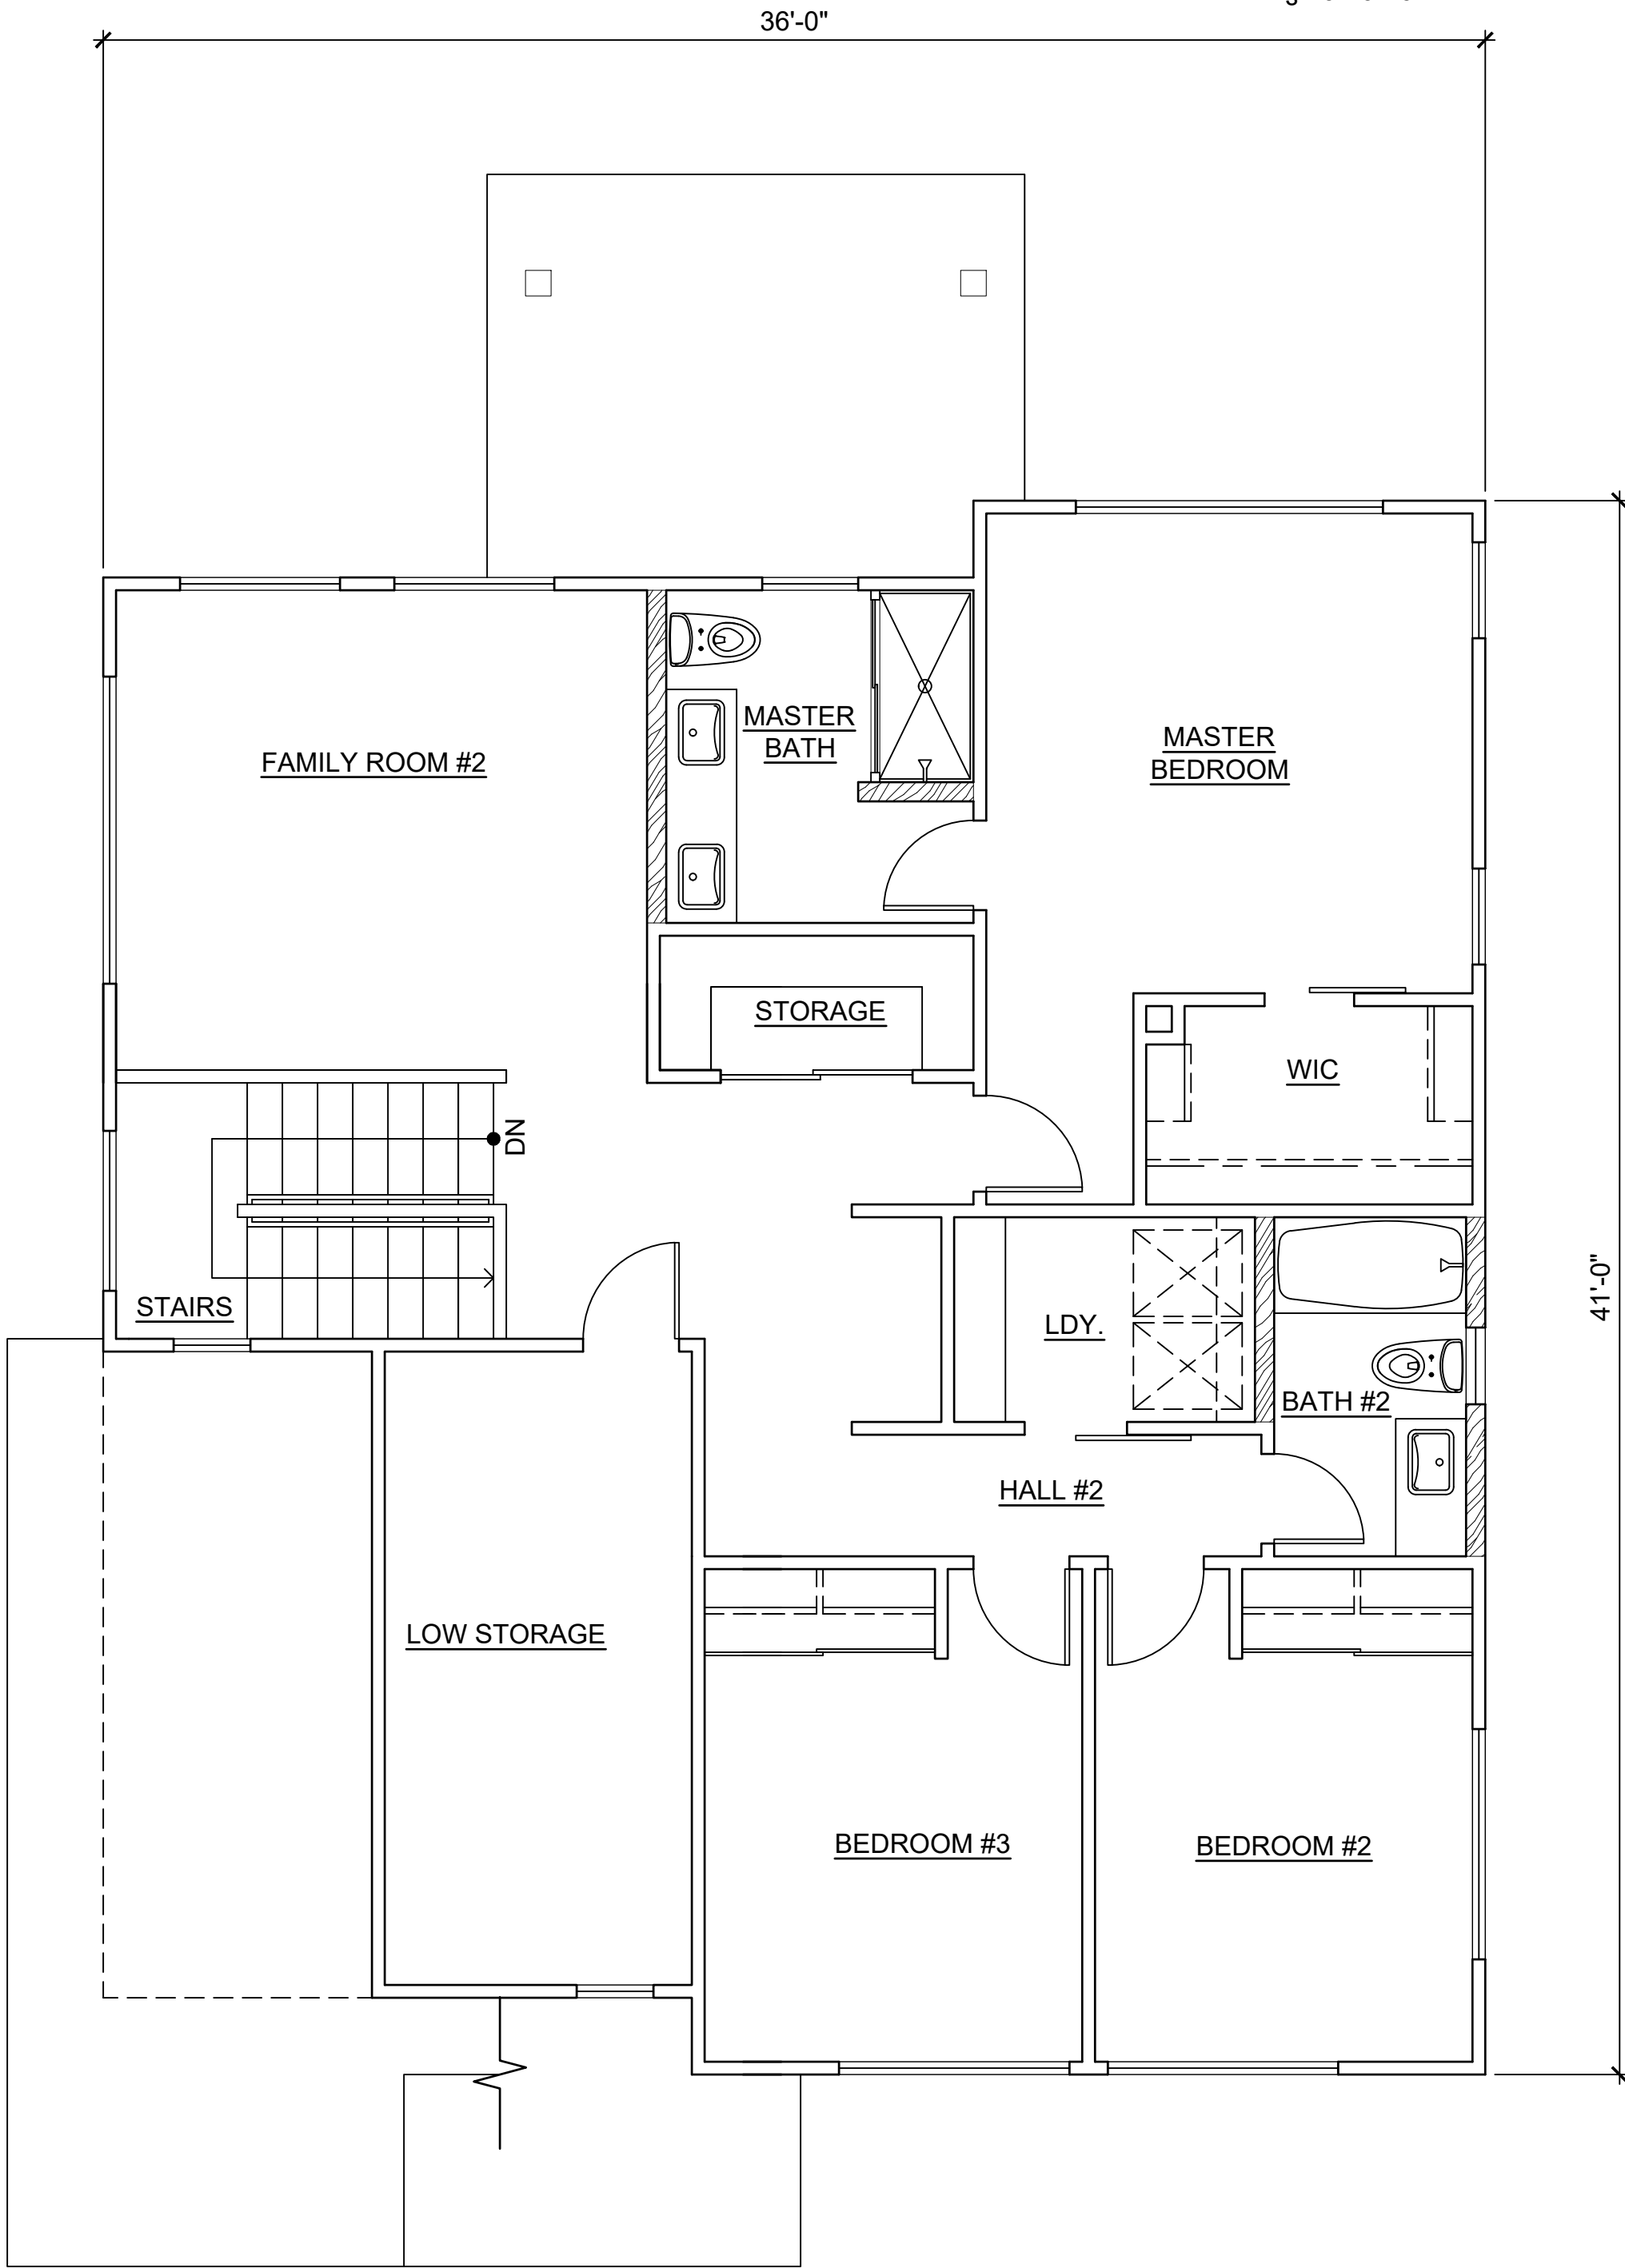 36'-0"
MASTER
BATH
MASTER
BEDROOM
FAMILY ROOM #2
STORAGE
WIC
DN
STAIRS
LDY.
41'-0"
BATH #2
HALL #2
LOW STORAGE
BEDROOM #3
BEDROOM #2